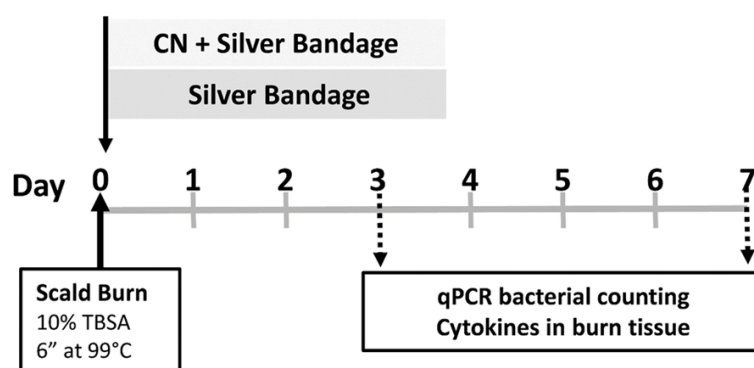 CN + Silver Bandage
Silver Bandage
Day 0 1 2 3 4 5 6 7
Scald Burn
10% TBSA
6” at 99°C
qPCR bacterial counting
Cytokines in burn tissue